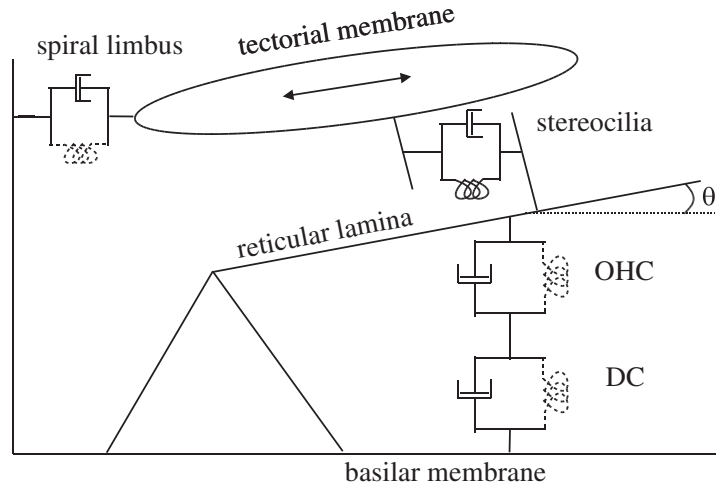 spiral limbus
tectorial membrane
stereocilia
θ
reticular lamina
OHC
DC
basilar membrane